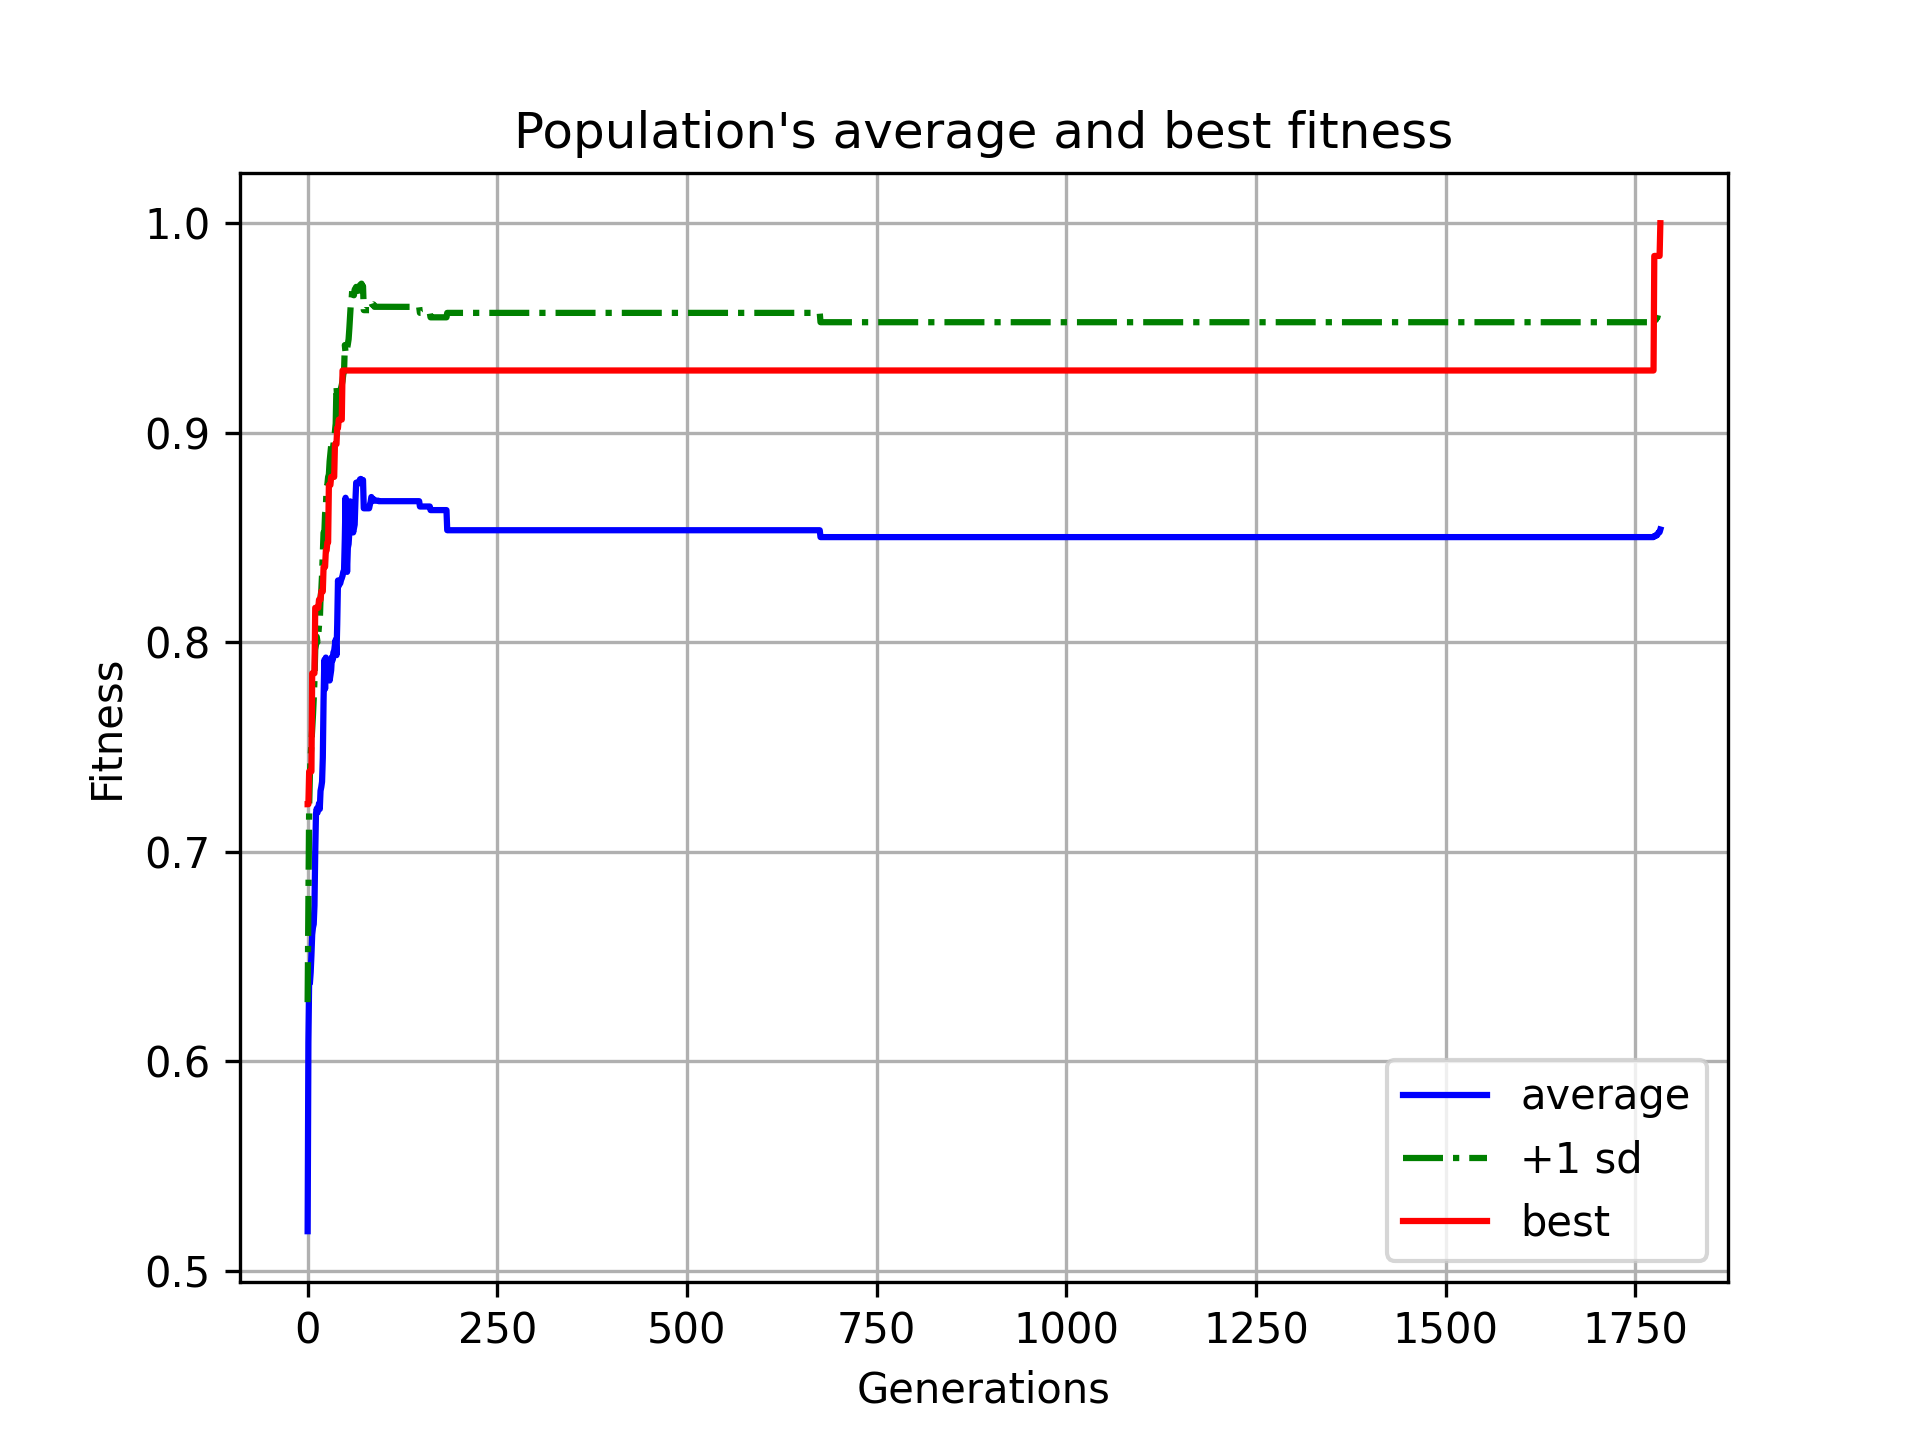 Population's average and best fitness
1.0
0.9
0.8
0.7
0.6
0.5
Fitness
0 250 500 750 1000 1250 1500 1750
Generations
average
+1 sd
best